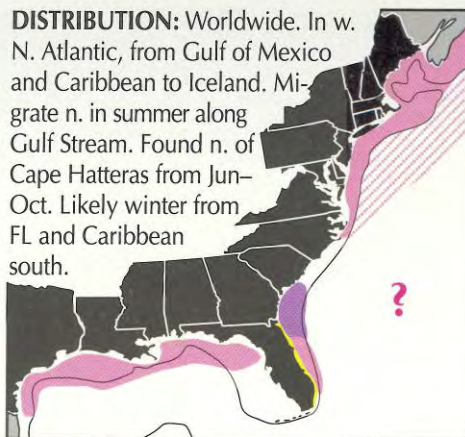 DISTRIBUTION: Worldwide. In w.
N. Atlantic, from Gulf of Mexico
and Caribbean to Iceland. Mi-
grate n. in summer along
Gulf Stream. Found n. of
Cape Hatteras from Jun–
Oct. Likely winter from
FL and Caribbean
south.
?